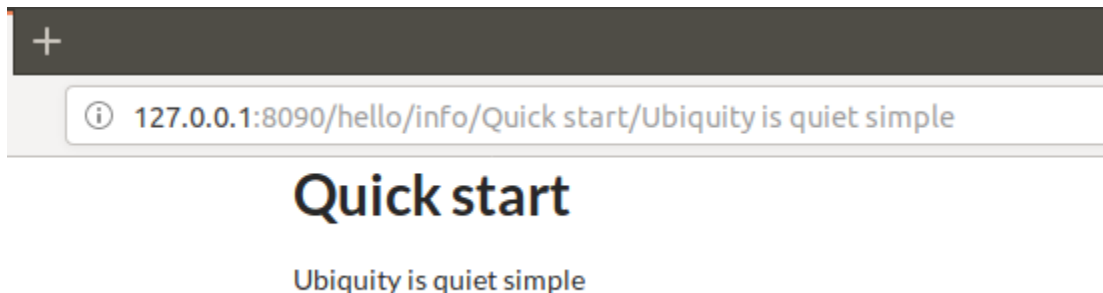 127.0.0.1:8090/hello/info/Quick start/Ubiquity is quiet simple
Quick start
Ubiquity is quiet simple